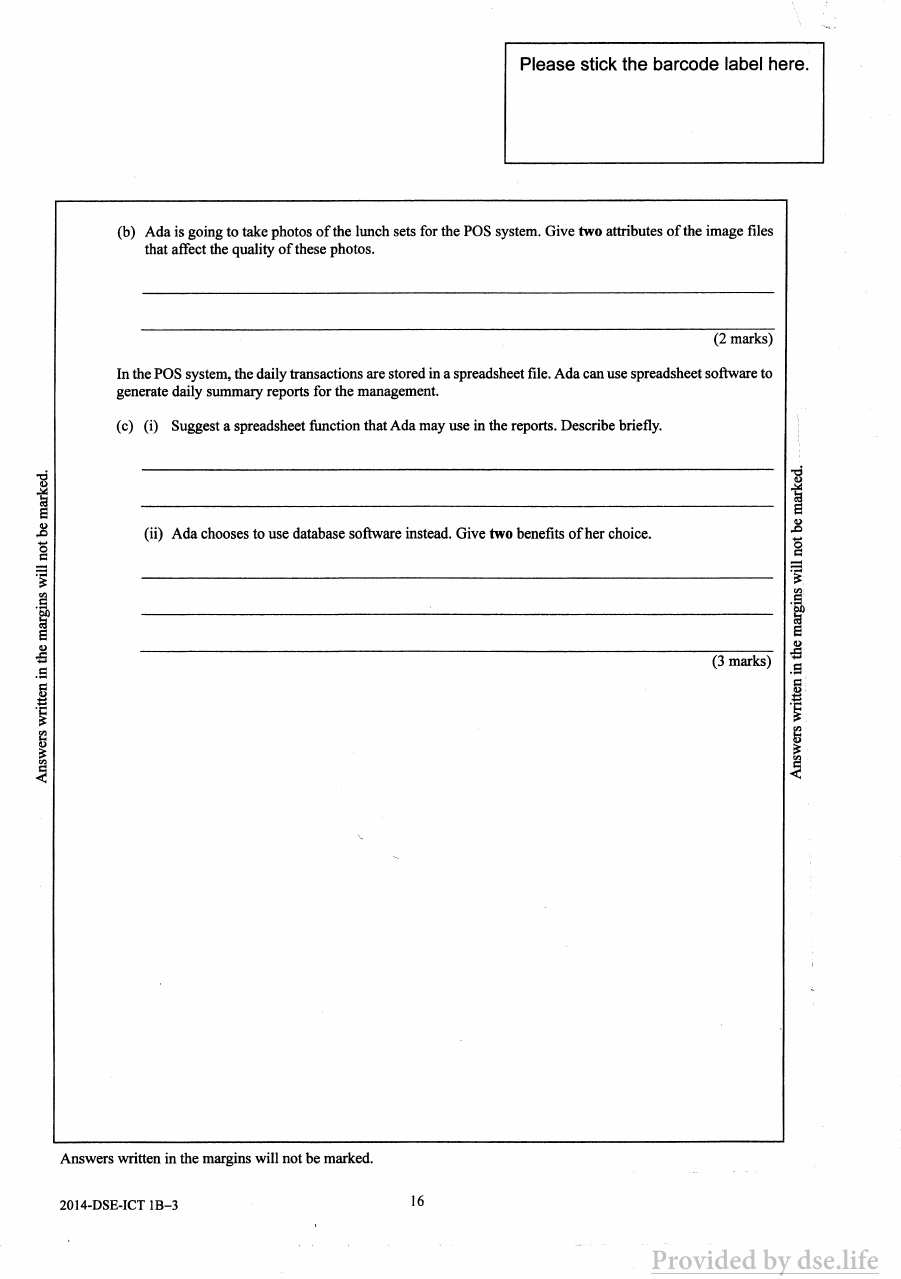 Please stick the barcode label here.
(b) Ada is going to take photos of the lunch sets for the POS system. Give two attributes of the image files
that affect the quality of these photos.
(2 marks)
In the POS system, the daily transactions are stored in a spreadsheet file. Ada can use spreadsheet software to
generate daily summary reports for the management.
(c) (i) Suggest a spreadsheet function that Ada may use in the reports. Describe briefly.
(ii) Ada chooses to use database software instead. Give two benefits of her choice.
(3 marks)
Answers written in the margins will not be marked.
Answers written in the margins will not be marked.
Answers written in the margins will not be marked.
2014-DSE-ICT 1B–3
16
Provided by dse.life